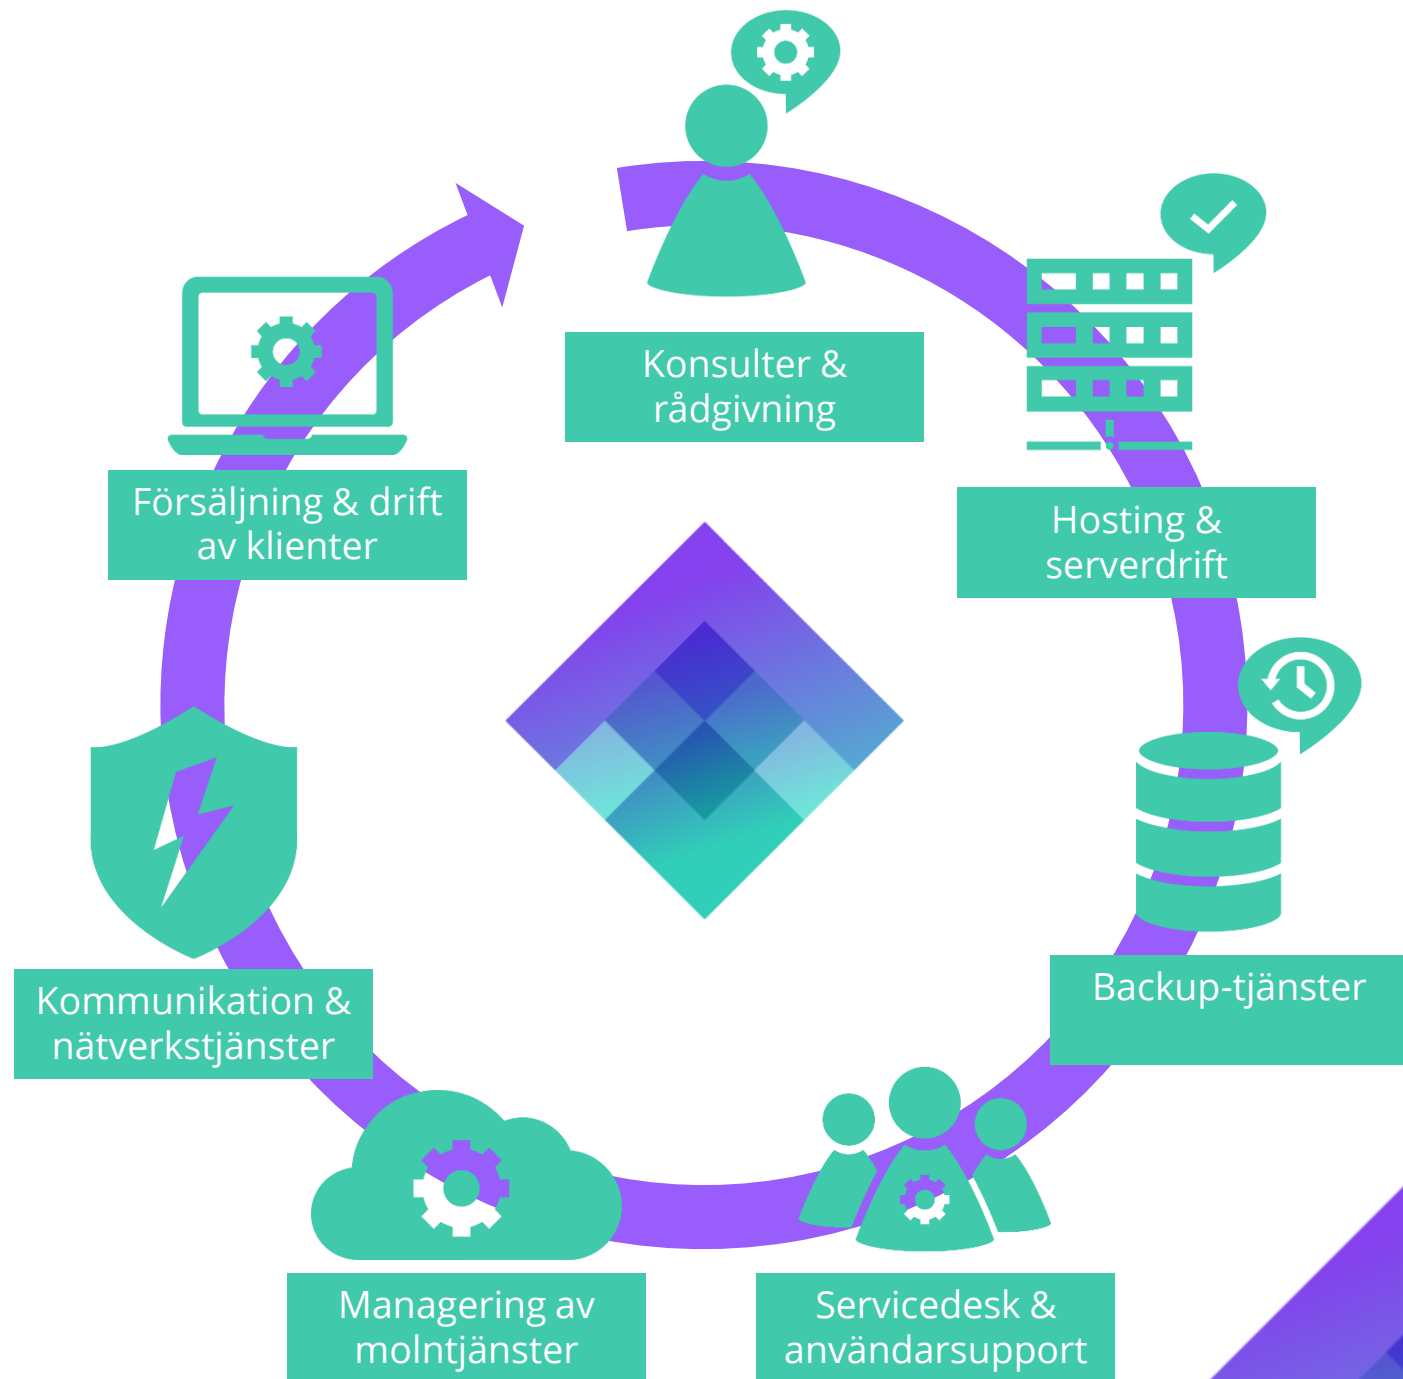 Konsulter &
rådgivning
Hosting &
serverdrift
Backup-tjänster
Servicedesk &
användarsupport
Managering av
molntjänster
Kommunikation &
nätverkstjänster
Försäljning & drift
av klienter